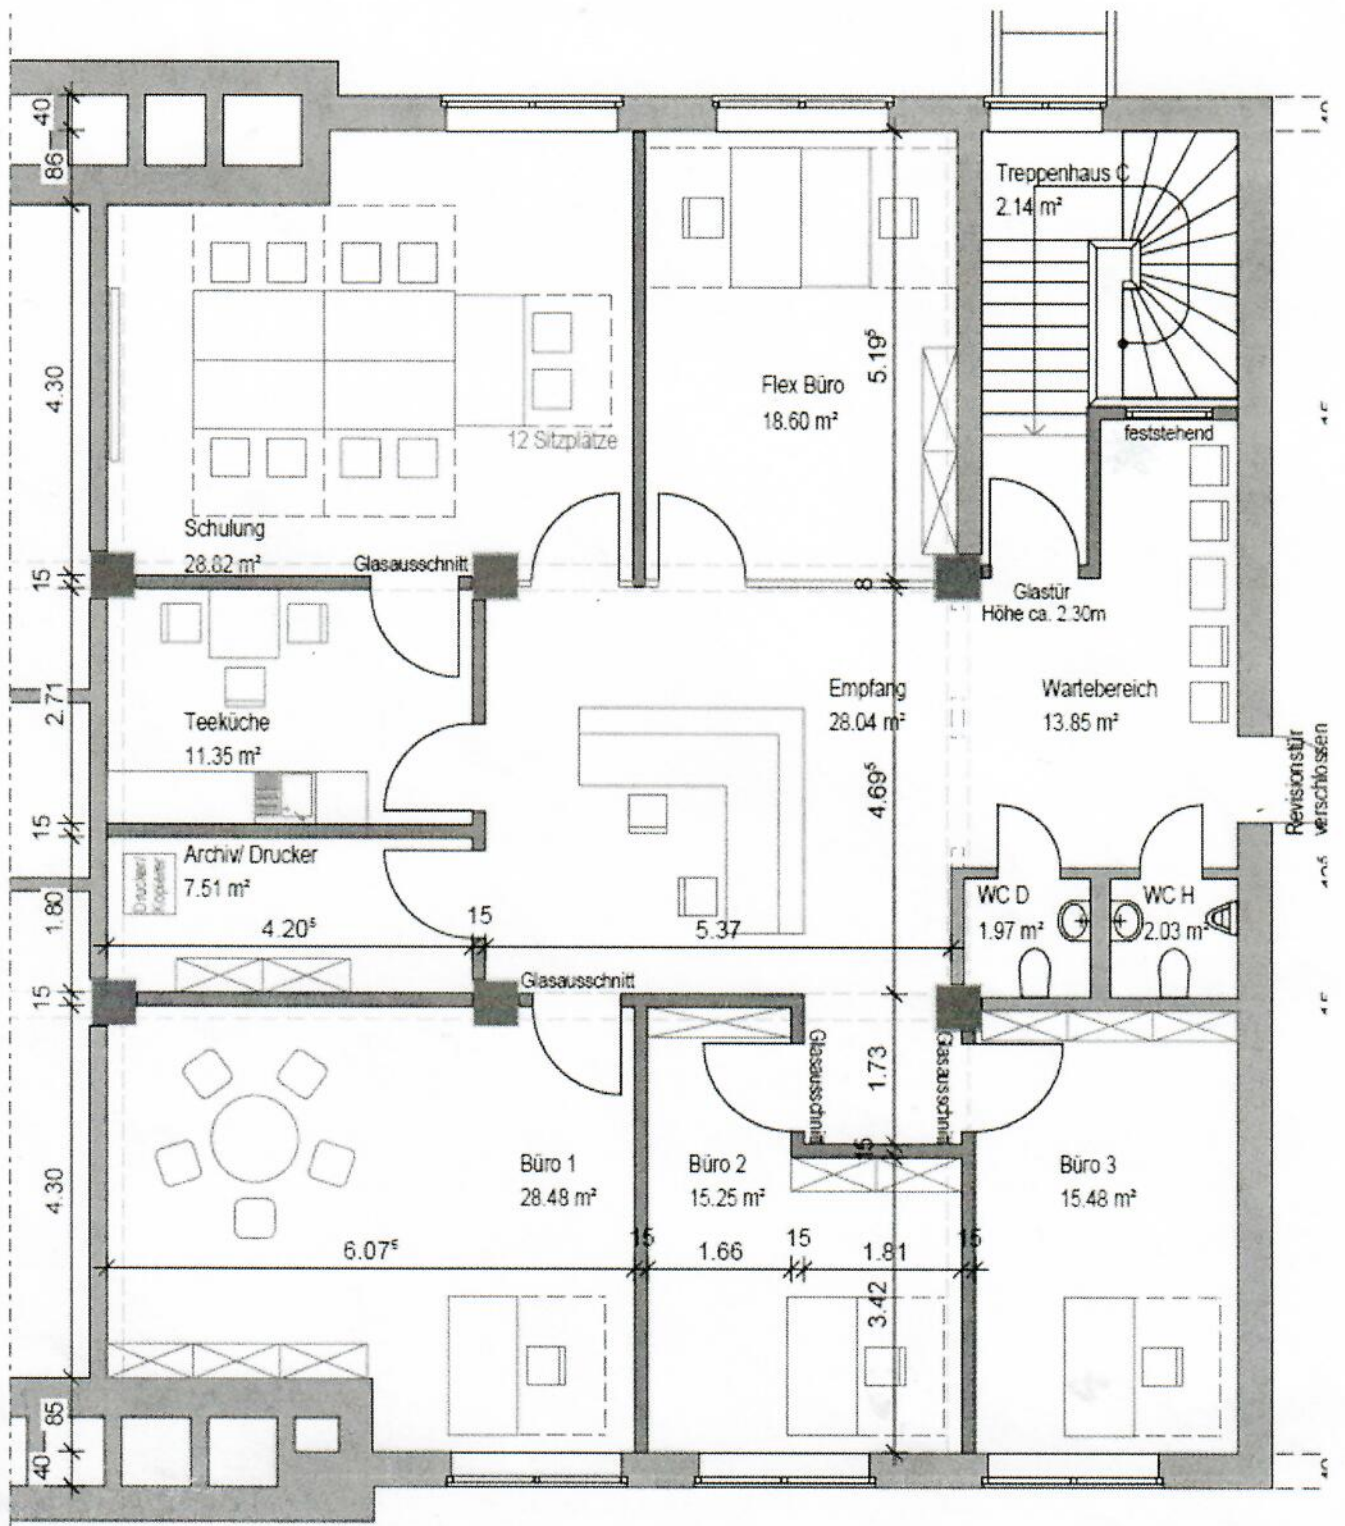 40
86
4.30
15
2.71
15
1.80
15
4.30
85
40
Treppenhaus C
2.14 m²
feststehend
Flex Büro
18.60 m²
5.19⁵
12 Sitzplätze
Schulung
28.82 m²
Glasausschnitt
8
Glastür
Höhe ca. 2.30m
Teeküche
11.35 m²
Empfang
28.04 m²
Wartebereich
13.85 m²
4.69⁵
Revisionstür
verschlossen
Archiv/ Drucker
7.51 m²
Drucker/
Kopierer
4.20⁵
15
5.37
WC D
1.97 m²
WC H
2.03 m²
Glasausschnitt
Glasausschnitt
1.73
Glasausschnitt
15
Büro 1
28.48 m²
Büro 2
15.25 m²
Büro 3
15.48 m²
6.07⁵
15
1.66
15
1.81
15
3.42